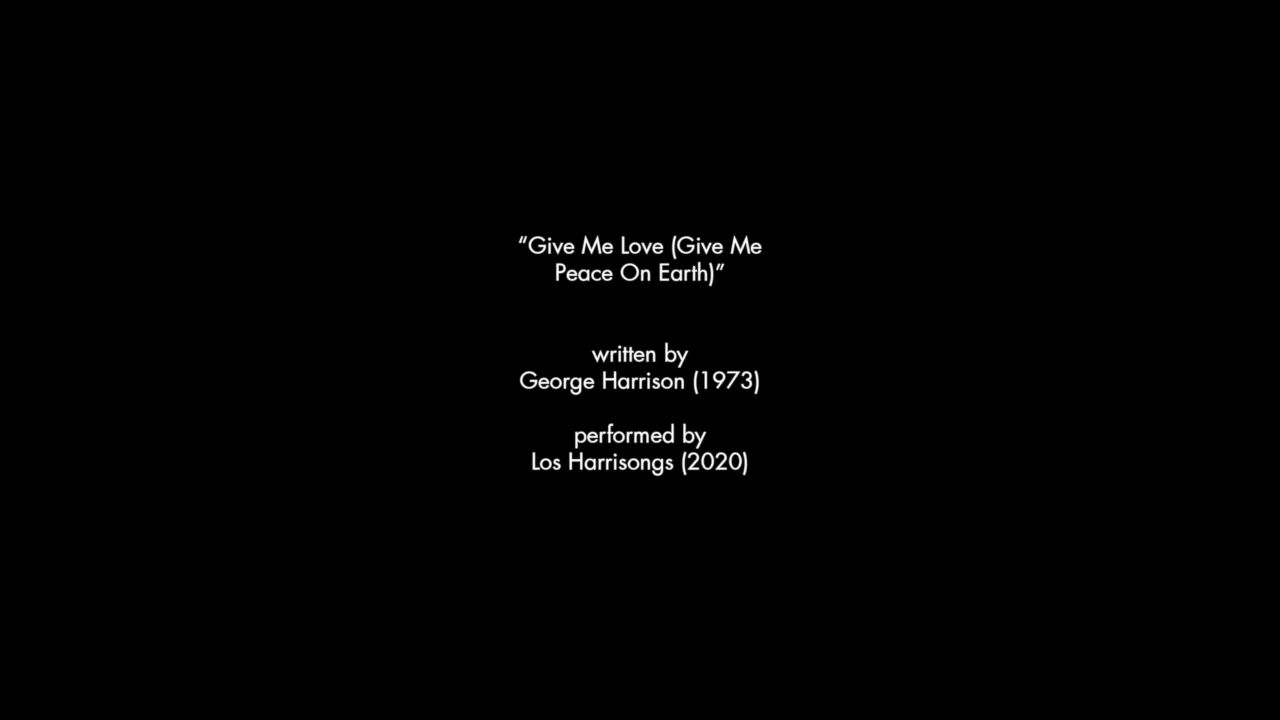 “Give Me Love (Give Me
Peace On Earth)”
written by
George Harrison (1973)
performed by
Los Harrisongs (2020)